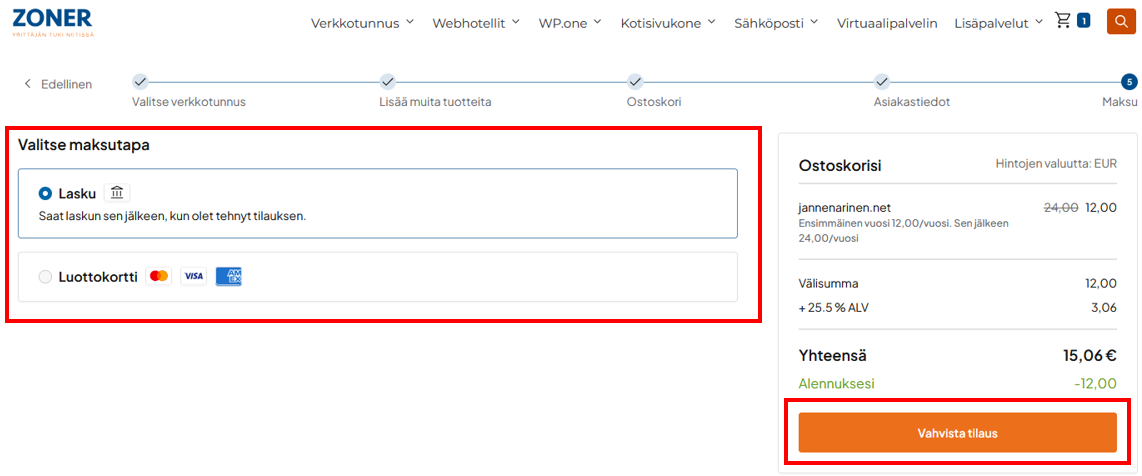 ZONER
YRITTÄJÄN TUKI NETISSÄ
Verkkotunnus Webhotellit WP.one Kotisivukone Sähköposti Virtuaalipalvelin Lisäpalvelut 1
Edellinen
5
Valitse verkkotunnus Lisää muita tuotteita Ostoskori Asiakastiedot Maksu
Valitse maksutapa
Lasku
Saat laskun sen jälkeen, kun olet tehnyt tilauksen.
Luottokortti VISA AMEX
Ostoskorisi Hintojen valuutta: EUR
jannenarinen.net 24,00 12,00
Ensimmäinen vuosi 12,00/vuosi. Sen jälkeen
24,00/vuosi
Välisumma 12,00
+ 25.5 % ALV 3,06
Yhteensä 15,06 €
Alennuksesi -12,00
Vahvista tilaus